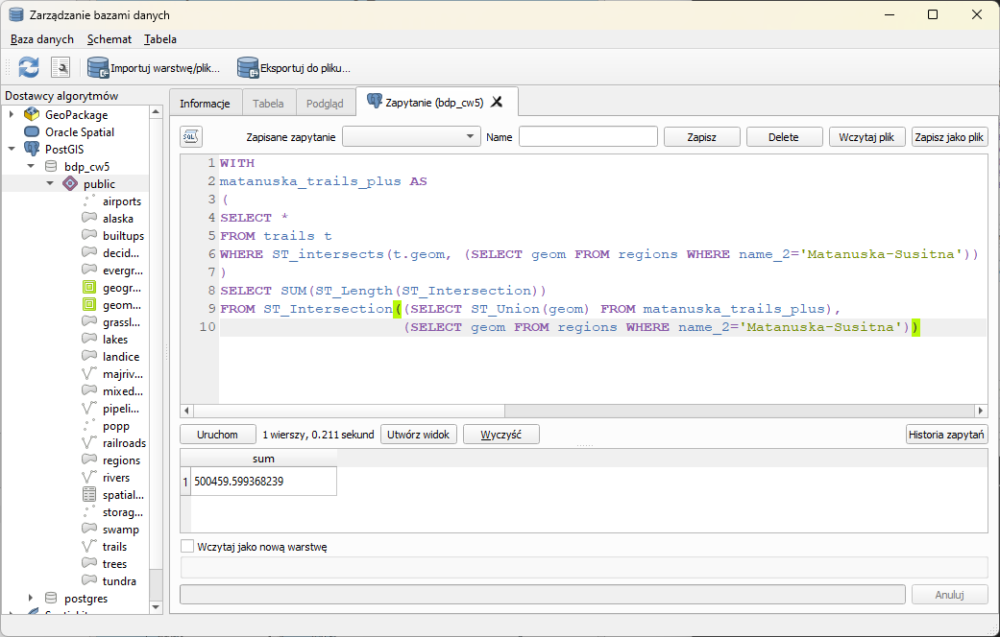 Zarządzanie bazami danych
Baza danych Schemat Tabela
Importuj warstwę/plik... Eksportuj do pliku...
Dostawcy algorytmów
GeoPackage
Oracle Spatial
PostGIS
bdp_cw5
public
airports
alaska
builtups
decid...
evergr...
geogr...
geom...
grassl...
lakes
landice
majriv...
mixed...
pipeli...
popp
railroads
regions
rivers
spatial...
storag...
swamp
trails
trees
tundra
postgres
Informacje Tabela Podgląd Zapytanie (bdp_cw5)
SQL Zapisane zapytanie Name Zapisz Delete Wczytaj plik Zapisz jako plik
1 WITH
2 matanuska_trails_plus AS
3 (
4 SELECT *
5 FROM trails t
6 WHERE ST_intersects(t.geom, (SELECT geom FROM regions WHERE name_2='Matanuska-Susitna'))
7 )
8 SELECT SUM(ST_Length(ST_Intersection))
9 FROM ST_Intersection((SELECT ST_Union(geom) FROM matanuska_trails_plus),
10 (SELECT geom FROM regions WHERE name_2='Matanuska-Susitna'))
Uruchom 1 wierszy, 0.211 sekund Utwórz widok Wyczyść Historia zapytań
sum
1 500459.599368239
Wczytaj jako nową warstwę
Anuluj